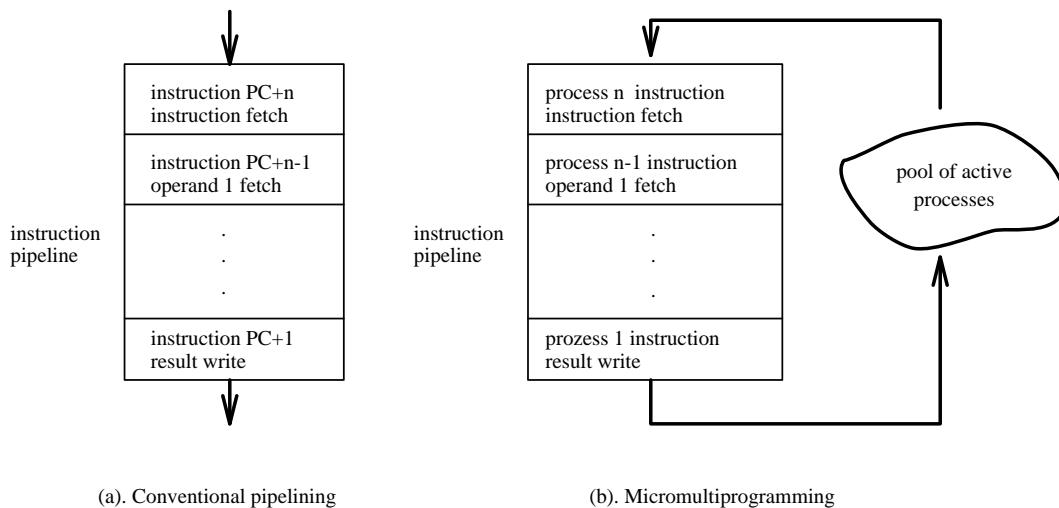 instruction PC+n
instruction fetch
instruction PC+n-1
operand 1 fetch
.
.
.
instruction PC+1
result write
instruction
pipeline
(a). Conventional pipelining
process n instruction
instruction fetch
process n-1 instruction
operand 1 fetch
.
.
.
prozess 1 instruction
result write
instruction
pipeline
pool of active
processes
(b). Micromultiprogramming